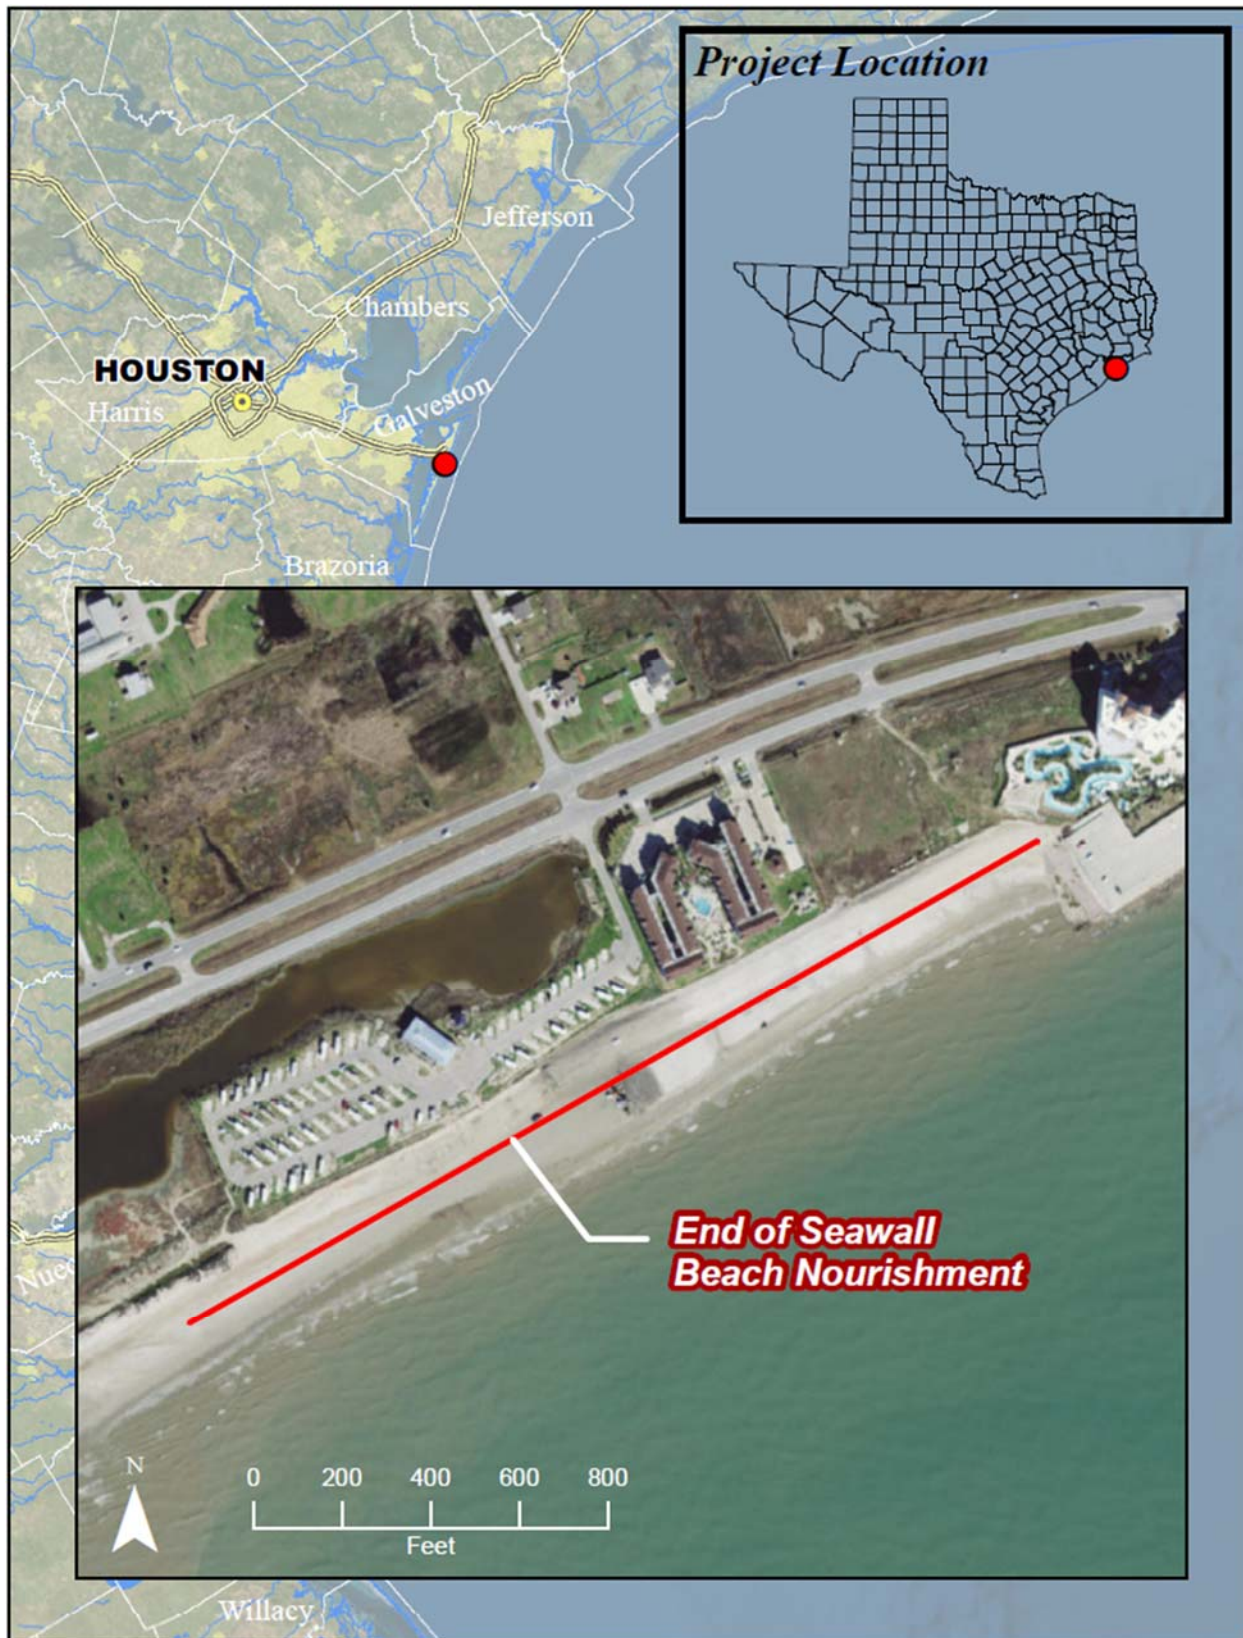 Project Location
Jefferson
Chambers
HOUSTON
Harris
Galveston
Brazoria
End of Seawall
Beach Nourishment
N
0 200 400 600 800
Feet
Willacy